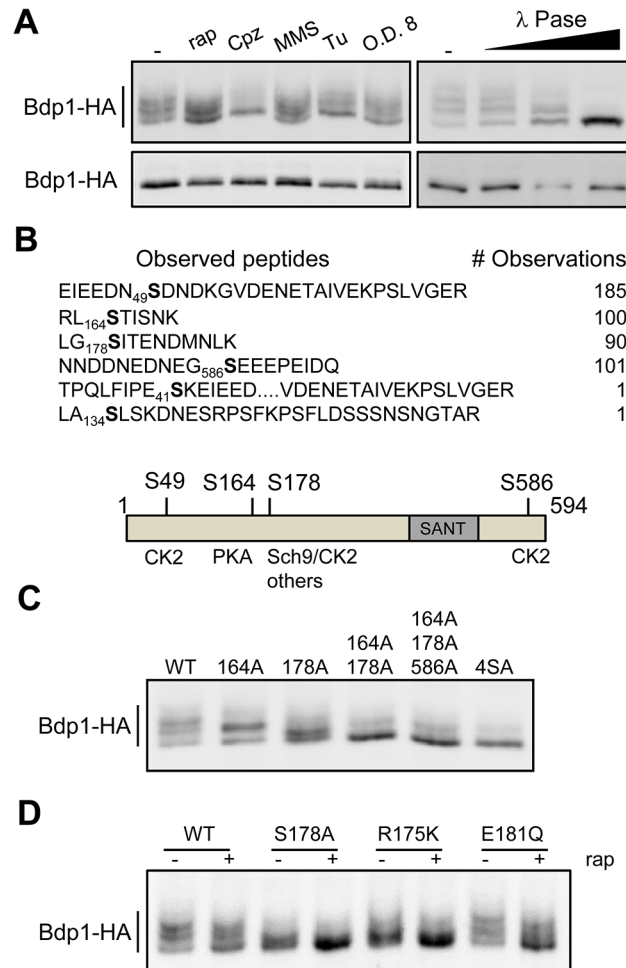 A
- rap Cpz MMS Tu O.D. 8
λ Pase
-
Bdp1-HA
Bdp1-HA
B
Observed peptides # Observations
EIEEDN49SDNDKGVDENETAIVEKPSLVGER 185
RL164STISNK 100
LG178SITENDMNLK 90
NNDDNEDNEG586SEEEPEIDQ 101
TPQLFIPE41SKEIEED....VDENETAIVEKPSLVGER 1
LA134SLSKDNESRPSFKPSFLDSSSNSNGTAR 1
S49 S164 S178 S586
1 594
SANT
CK2 PKA Sch9/CK2 CK2
others
C
164A
164A 178A
WT 164A 178A 178A 586A 4SA
Bdp1-HA
D
WT S178A R175K E181Q
- + - + - + - + rap
Bdp1-HA